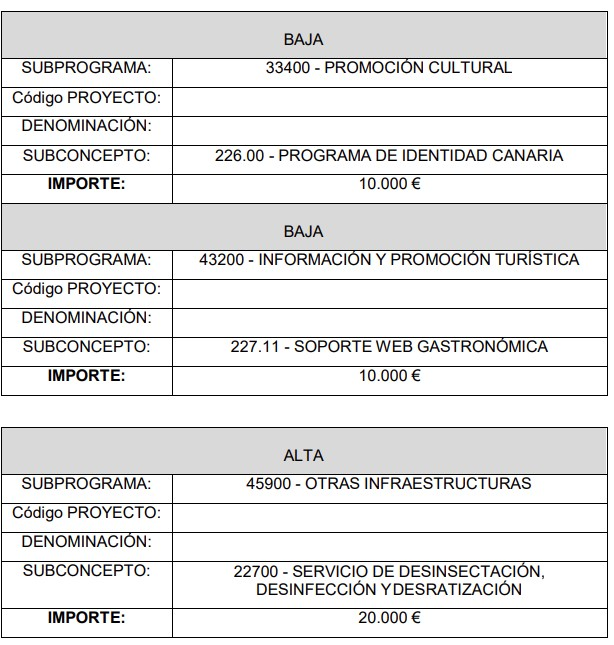 BAJA
SUBPROGRAMA: 33400 - PROMOCIÓN CULTURAL
Código PROYECTO:
DENOMINACIÓN:
SUBCONCEPTO: 226.00 - PROGRAMA DE IDENTIDAD CANARIA
IMPORTE: 10.000 €
BAJA
SUBPROGRAMA: 43200 - INFORMACIÓN Y PROMOCIÓN TURÍSTICA
Código PROYECTO:
DENOMINACIÓN:
SUBCONCEPTO: 227.11 - SOPORTE WEB GASTRONÓMICA
IMPORTE: 10.000 €
ALTA
SUBPROGRAMA: 45900 - OTRAS INFRAESTRUCTURAS
Código PROYECTO:
DENOMINACIÓN:
SUBCONCEPTO: 22700 - SERVICIO DE DESINSECTACIÓN,
DESINFECCIÓN Y DESRATIZACIÓN
IMPORTE: 20.000 €